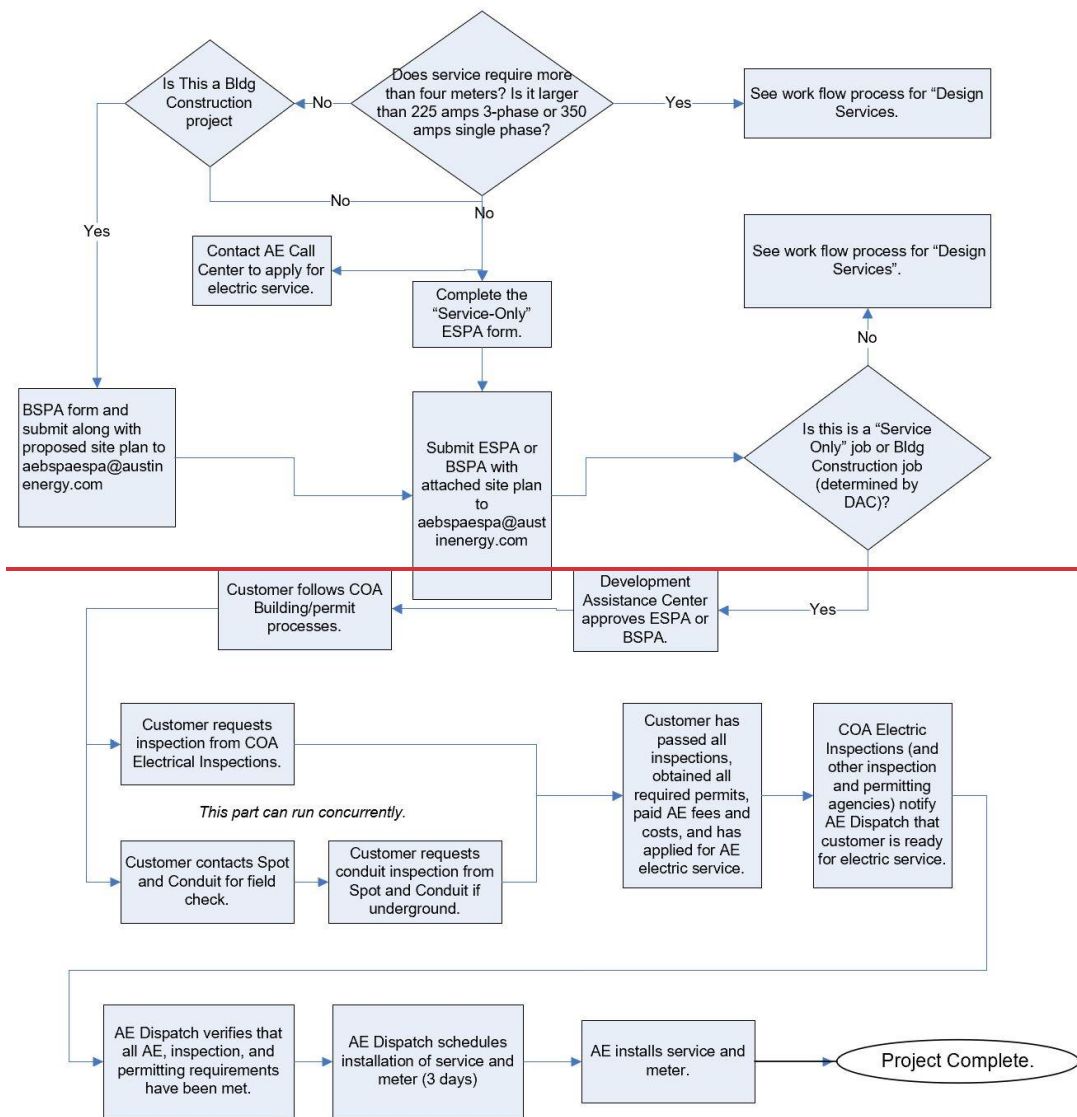 Does service require more
than four meters? Is it larger
than 225 amps 3-phase or 350
amps single phase?
Is This a Bldg
Construction
project
No
Yes
See work flow process for “Design
Services.
No
No
Yes
Contact AE Call
Center to apply for
electric service.
Complete the
“Service-Only”
ESPA form.
See work flow process for “Design
Services”.
No
BSPA form and
submit along with
proposed site plan to
aebspaespa@austin
energy.com
Submit ESPA or
BSPA with
attached site plan
to
aebspaespa@aust
inenergy.com
Is this is a “Service
Only” job or Bldg
Construction job
(determined by
DAC)?
Yes
Development
Assistance Center
approves ESPA or
BSPA.
Customer follows COA
Building/permit
processes.
Customer requests
inspection from COA
Electrical Inspections.
This part can run concurrently.
Customer contacts Spot
and Conduit for field
check.
Customer requests
conduit inspection from
Spot and Conduit if
underground.
Customer has
passed all
inspections,
obtained all
required permits,
paid AE fees and
costs, and has
applied for AE
electric service.
COA Electric
Inspections (and
other inspection
and permitting
agencies) notify
AE Dispatch that
customer is ready
for electric service.
AE Dispatch verifies that
all AE, inspection, and
permitting requirements
have been met.
AE Dispatch schedules
installation of service and
meter (3 days)
AE installs service and
meter.
Project Complete.